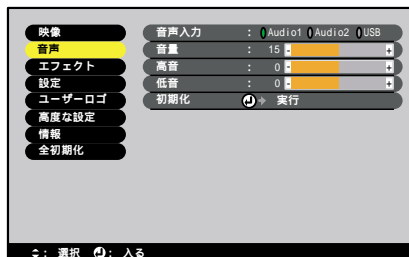 映像
音声
エフェクト
設定
ユーザーロゴ
高度な設定
情報
全初期化
音声入力 : Audio1 Audio2 USB
音量 : 15 - +
高音 : 0 - +
低音 : 0 - +
初期化 実行
: 選択 : 入る